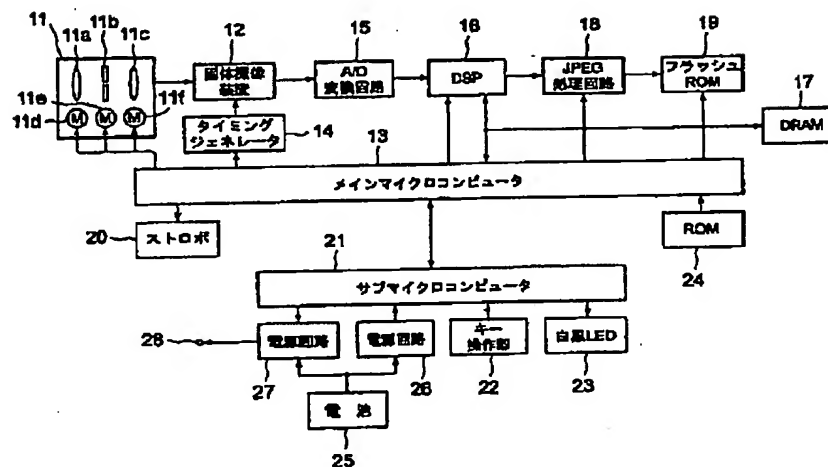 11
11a
11b
11c
11d
M
11e
M
11f
M
12
固体撮像
装置
15
A/D
変換回路
16
DSP
18
JPEG
処理回路
19
フラッシュ
ROM
17
DRAM
タイミング
ジェネレータ
14
13
メインマイクロコンピュータ
20
ストロボ
ROM
24
21
サブマイクロコンピュータ
28
電源回路
27
電源回路
26
キー
操作部
22
LED
23
電池
25